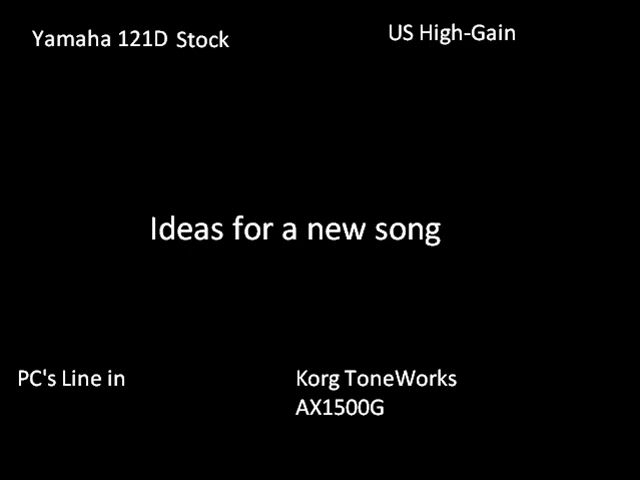 Yamaha 121D Stock
US High-Gain
Ideas for a new song
PC's Line in
Korg ToneWorks
AX1500G